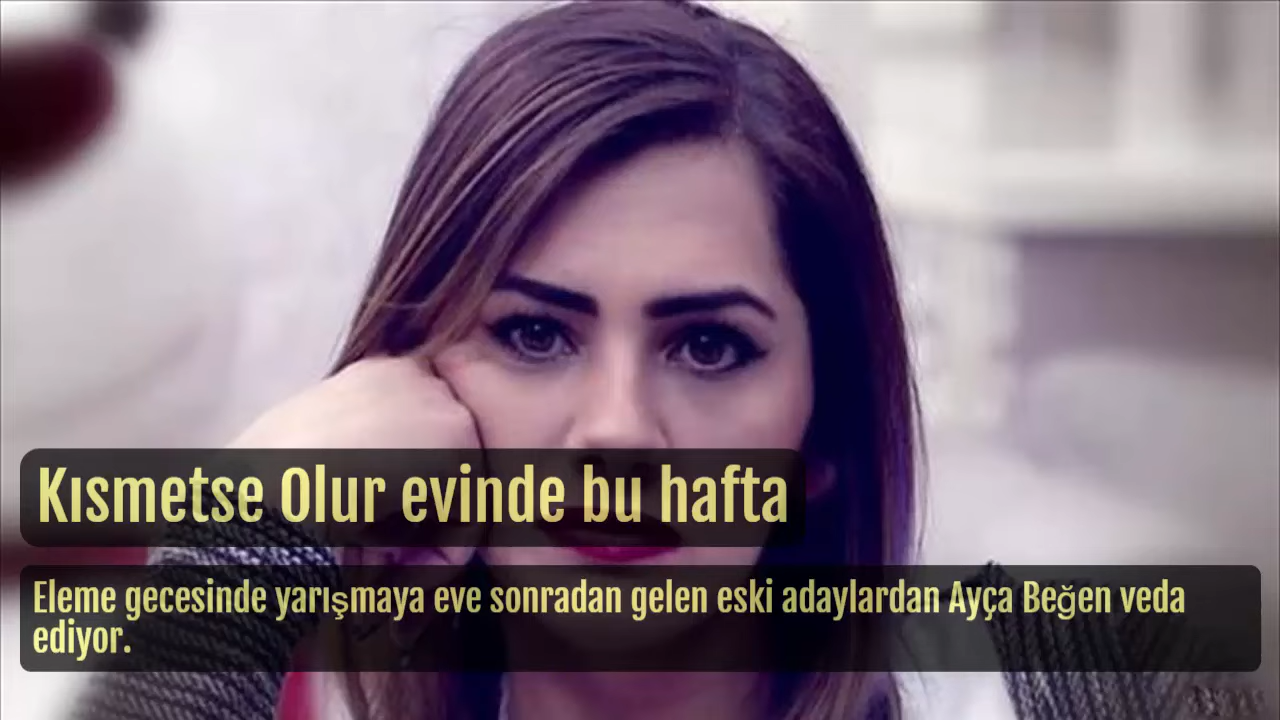 Kısmetse Olur evinde bu hafta
Eleme gecesinde yarışmaya eve sonradan gelen eski adaylardan Ayça Beğen veda
ediyor.